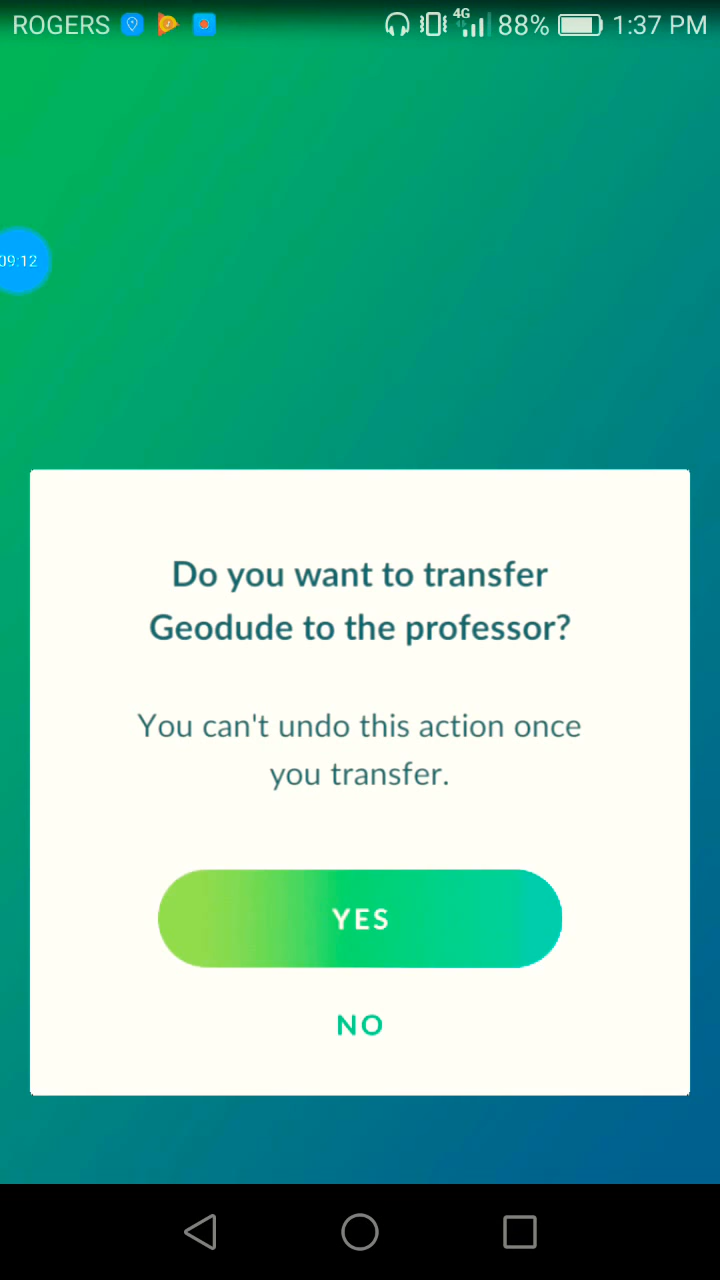 ROGERS 4G 88% 1:37 PM
09:12
Do you want to transfer
Geodude to the professor?
You can't undo this action once
you transfer.
YES
NO